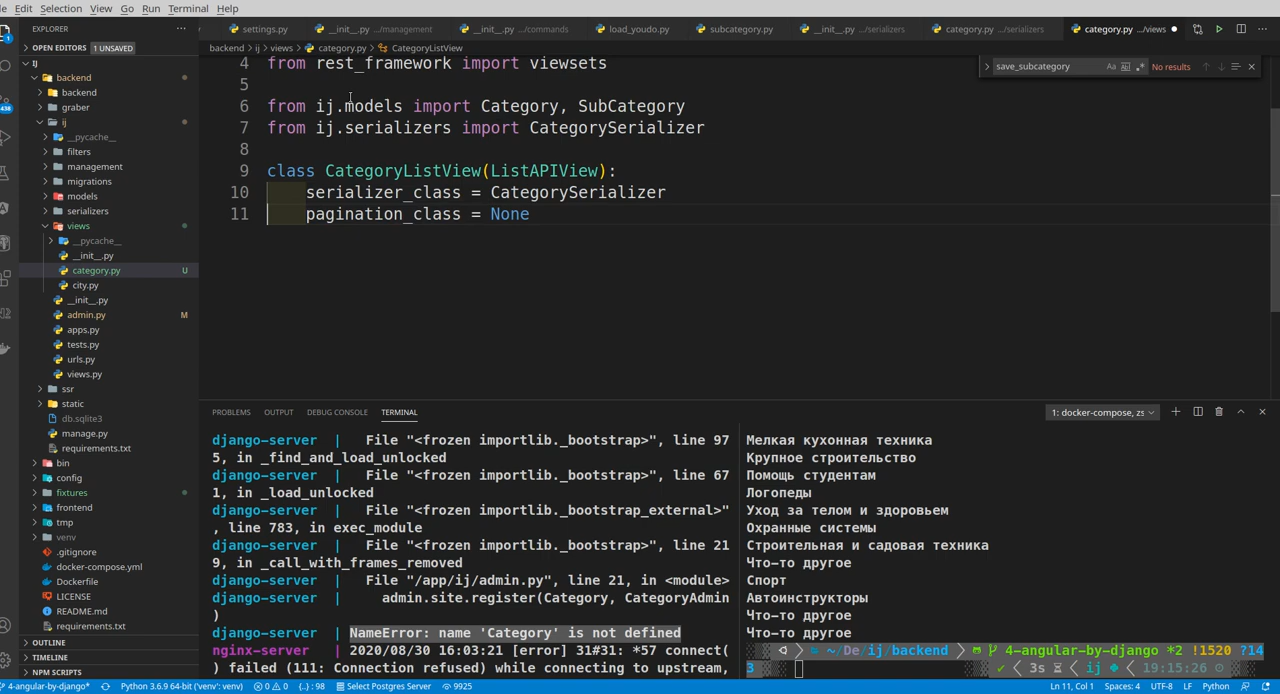 le Edit Selection View Go Run Terminal Help
EXPLORER
settings.py
__init__.py .../management
__init__.py .../commands
load_youdo.py
subcategory.py
__init__.py .../serializers
category.py .../serializers
category.py .../views
OPEN EDITORS 1 UNSAVED
backend > ij > views > category.py > CategoryListView
IJ
backend
backend
graber
ij
__pycache__
filters
management
migrations
models
serializers
views
__pycache__
__init__.py
category.py U
city.py
__init__.py
admin.py M
apps.py
tests.py
urls.py
views.py
ssr
static
db.sqlite3
manage.py
requirements.txt
bin
config
fixtures
frontend
tmp
venv
.gitignore
docker-compose.yml
Dockerfile
LICENSE
README.md
requirements.txt
OUTLINE
TIMELINE
NPM SCRIPTS
438
4 from rest_framework import viewsets
5
6 from ij.models import Category, SubCategory
7 from ij.serializers import CategorySerializer
8
9 class CategoryListView(ListAPIView):
10 serializer_class = CategorySerializer
11 pagination_class = None
save_subcategory Aa Ab| .* No results
PROBLEMS OUTPUT DEBUG CONSOLE TERMINAL
1: docker-compose, zs
django-server | File "<frozen importlib._bootstrap>", line 97
5, in _find_and_load_unlocked
django-server | File "<frozen importlib._bootstrap>", line 67
1, in _load_unlocked
django-server | File "<frozen importlib._bootstrap_external>"
, line 783, in exec_module
django-server | File "<frozen importlib._bootstrap>", line 21
9, in _call_with_frames_removed
django-server | File "/app/ij/admin.py", line 21, in <module>
django-server | admin.site.register(Category, CategoryAdmin
)
django-server | NameError: name 'Category' is not defined
nginx-server | 2020/08/30 16:03:21 [error] 31#31: *57 connect(
) failed (111: Connection refused) while connecting to upstream,
Мелкая кухонная техника
Крупное строительство
Помощь студентам
Логопеды
Уход за телом и здоровьем
Охранные системы
Строительная и садовая техника
Что-то другое
Спорт
Автоинструкторы
Что-то другое
Что-то другое
~/De/ij/backend 4-angular-by-django *2 !1520 ?14
3 ✔ 3s ij 19:15:26
4-angular-by-django* Python 3.6.9 64-bit ('venv': venv) 0 0 .: 98 Select Postgres Server 9925 Ln 11, Col 1 Spaces: 4 UTF-8 LF Python